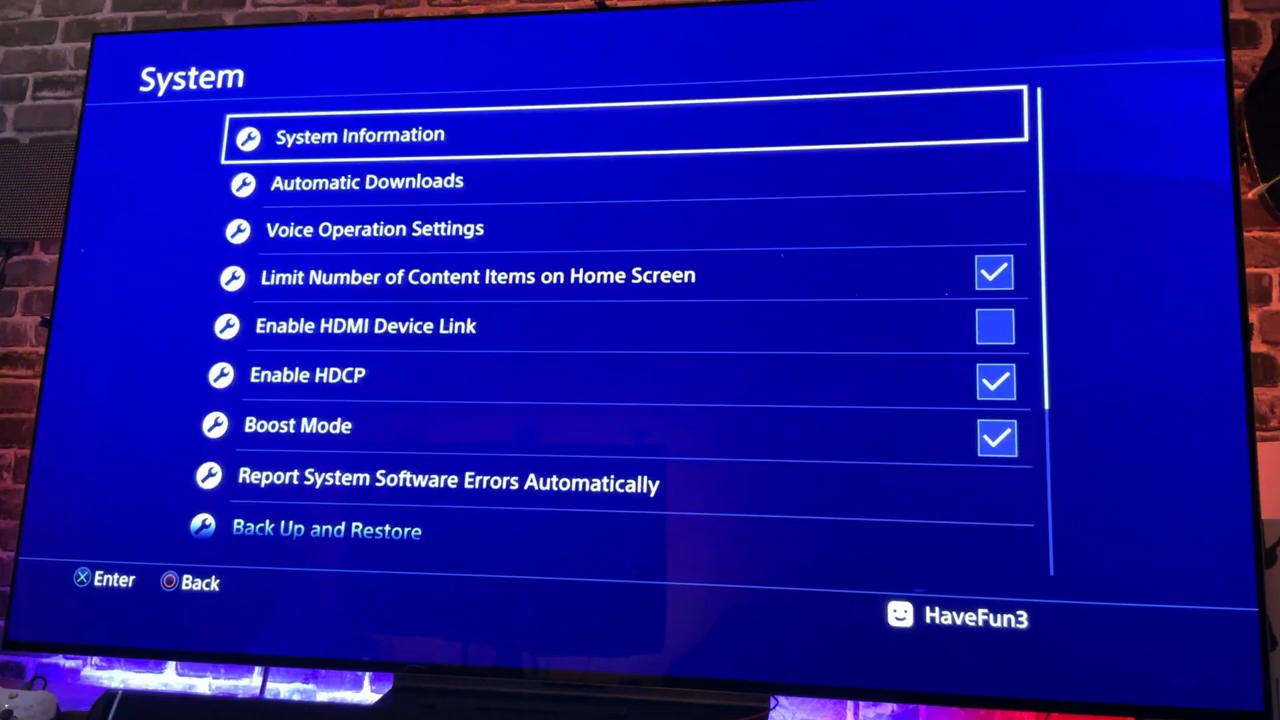 System
System Information
Automatic Downloads
Voice Operation Settings
Limit Number of Content Items on Home Screen
Enable HDMI Device Link
Enable HDCP
Boost Mode
Report System Software Errors Automatically
Back Up and Restore
Enter Back
HaveFun3